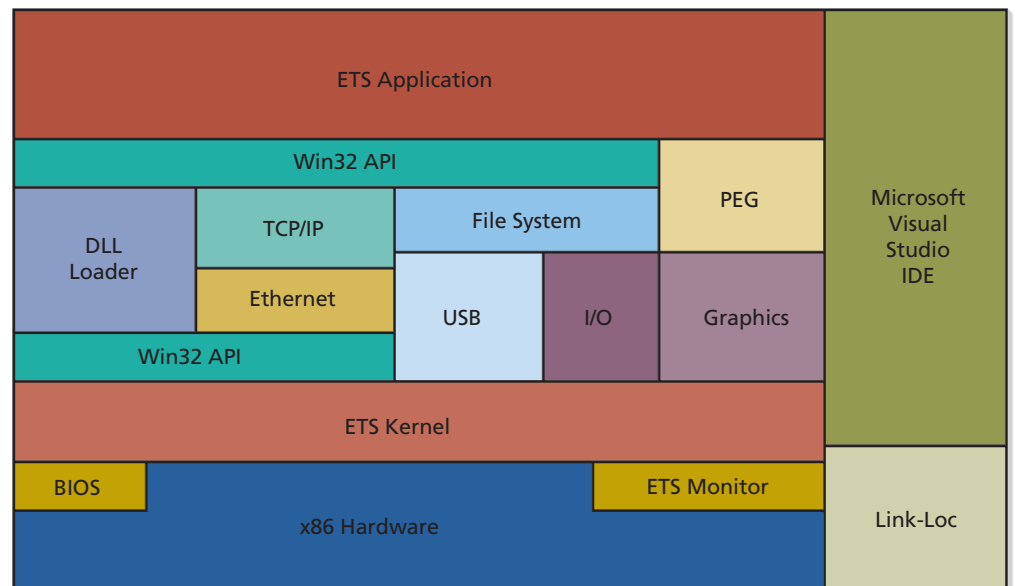 ETS Application
Win32 API
PEG
Microsoft
Visual
Studio
IDE
DLL
Loader
TCP/IP
File System
Ethernet
USB
I/O
Graphics
Win32 API
ETS Kernel
BIOS
ETS Monitor
x86 Hardware
Link-Loc